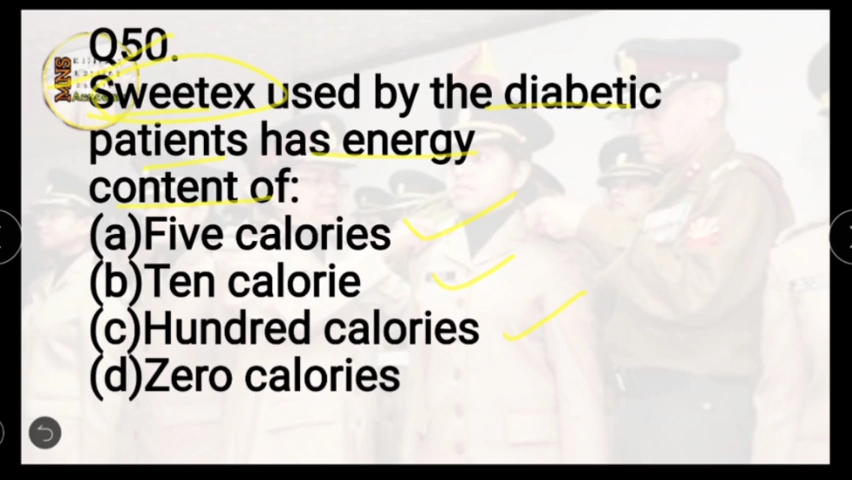 Q50.
Sweetex used by the diabetic
patients has energy
content of:
(a)Five calories
(b)Ten calorie
(c)Hundred calories
(d)Zero calories
MNS